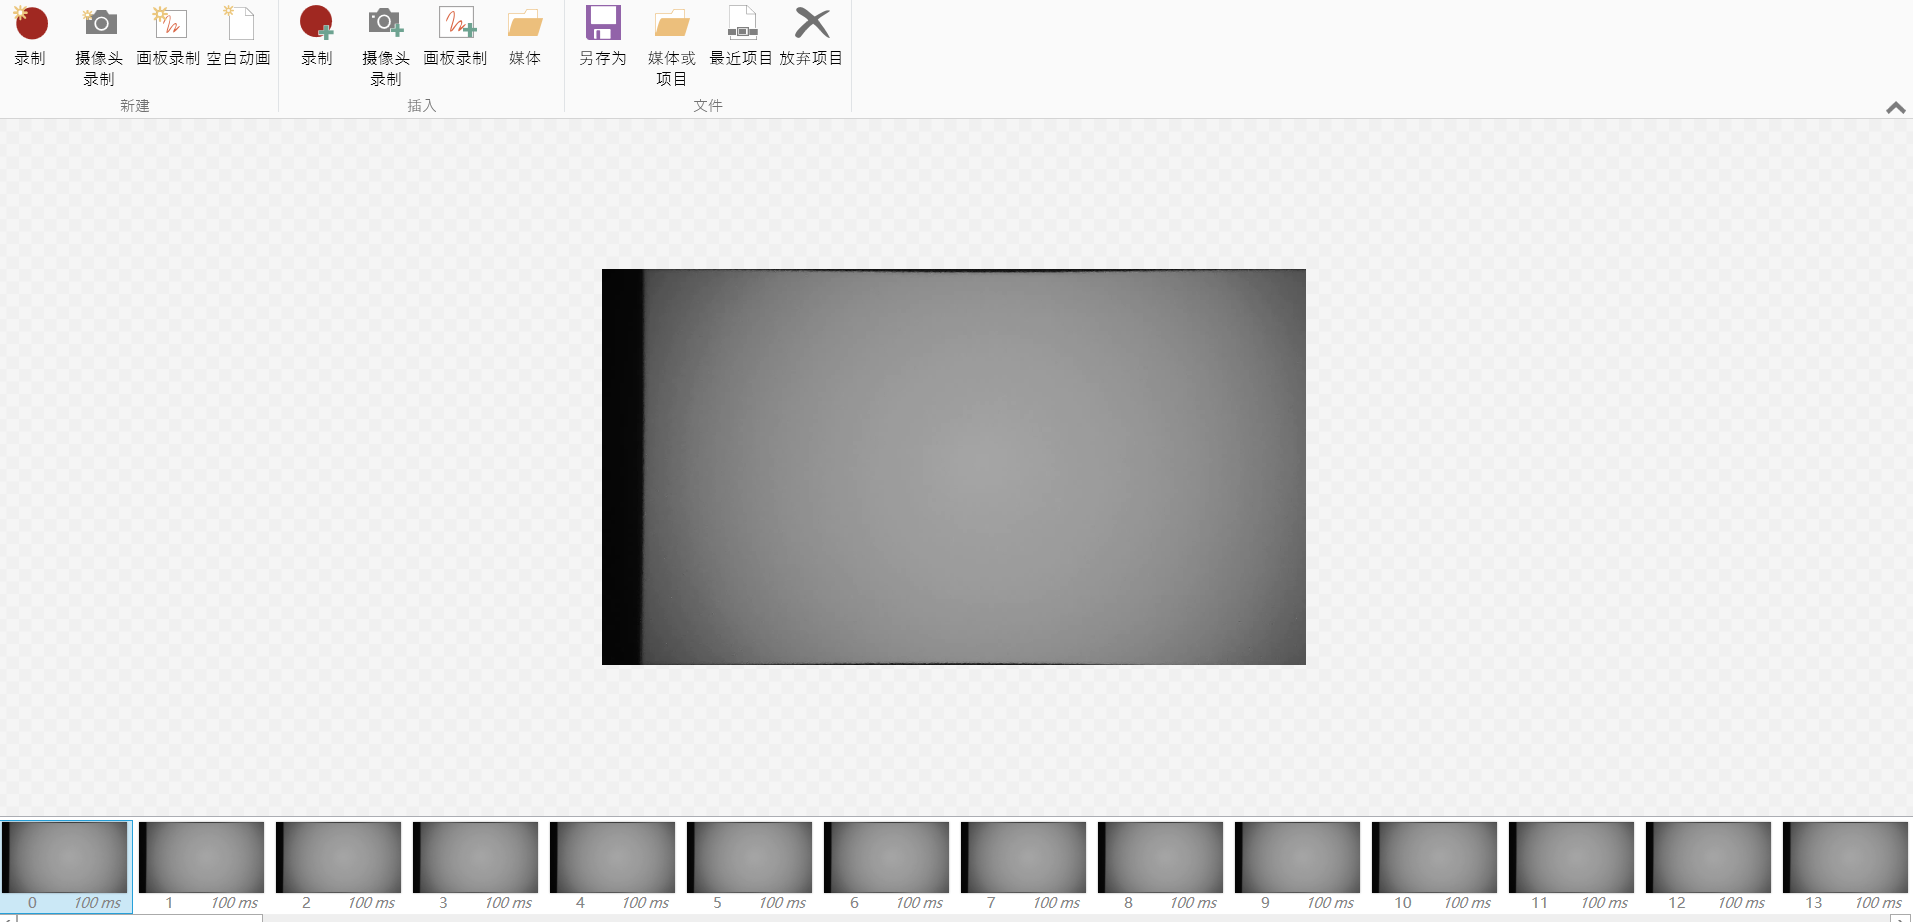 录制
摄像头
录制
画板录制
空白动画
新建
录制
摄像头
录制
画板录制
媒体
插入
另存为
媒体或
项目
最近项目
放弃项目
文件
0 100 ms
1 100 ms
2 100 ms
3 100 ms
4 100 ms
5 100 ms
6 100 ms
7 100 ms
8 100 ms
9 100 ms
10 100 ms
11 100 ms
12 100 ms
13 100 ms